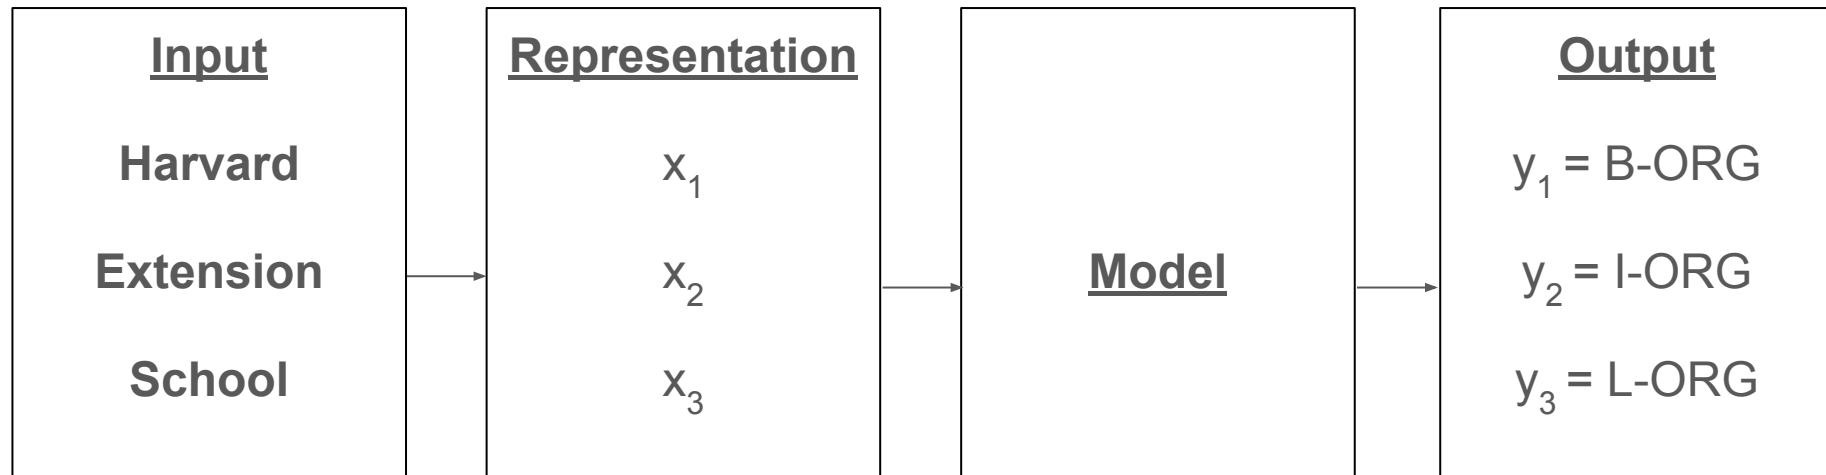 Input
Harvard
Extension
School
Representation
x₁
x₂
x₃
Model
Output
y₁ = B-ORG
y₂ = I-ORG
y₃ = L-ORG